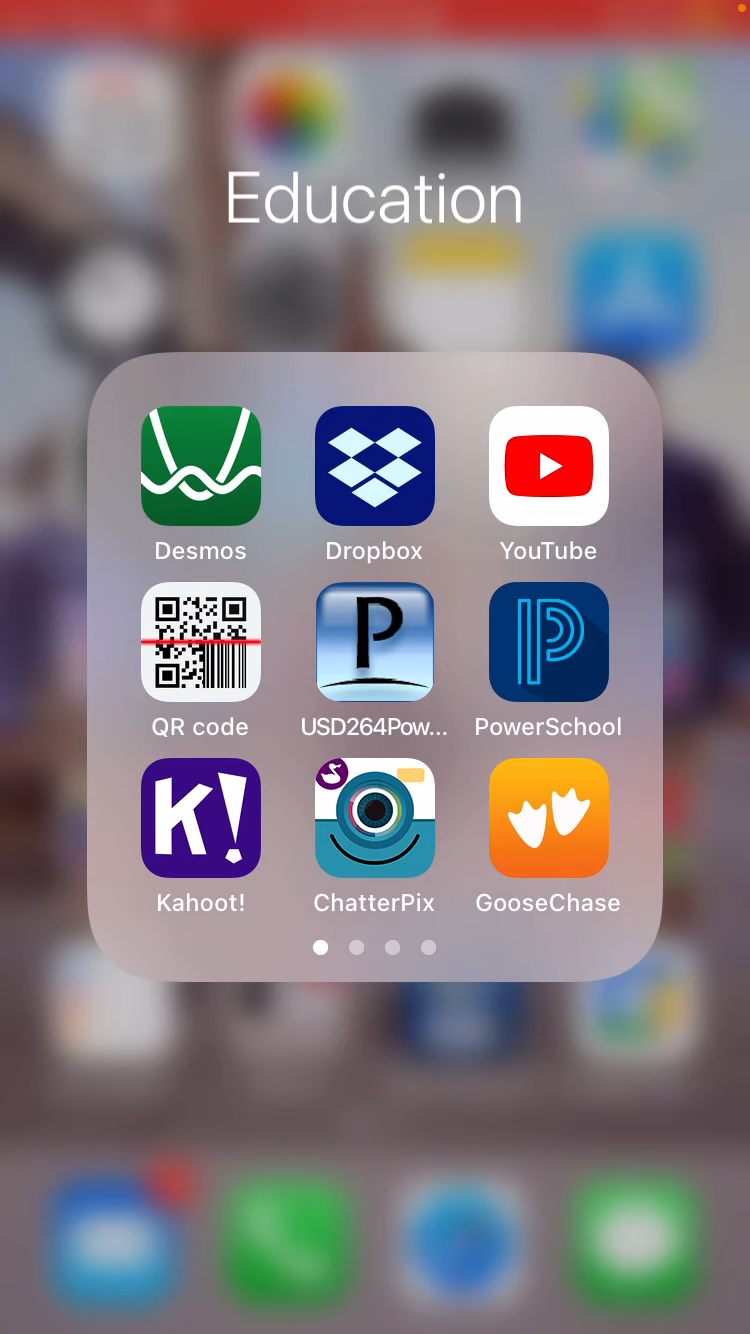 Education
Desmos
Dropbox
YouTube
P
QR code
USD264Pow...
PowerSchool
K!
Kahoot!
ChatterPix
GooseChase